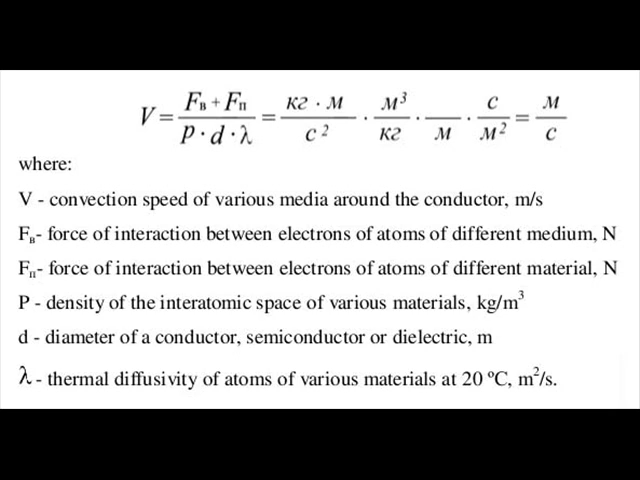 V = (Fв + Fп) / (p · d · λ) = (кг · м / с²) · (м³ / кг) · (— / м) · (с / м²) = м / с
where:
V - convection speed of various media around the conductor, m/s
Fв- force of interaction between electrons of atoms of different medium, N
Fп- force of interaction between electrons of atoms of different material, N
P - density of the interatomic space of various materials, kg/m³
d - diameter of a conductor, semiconductor or dielectric, m
λ - thermal diffusivity of atoms of various materials at 20 ºC, m²/s.